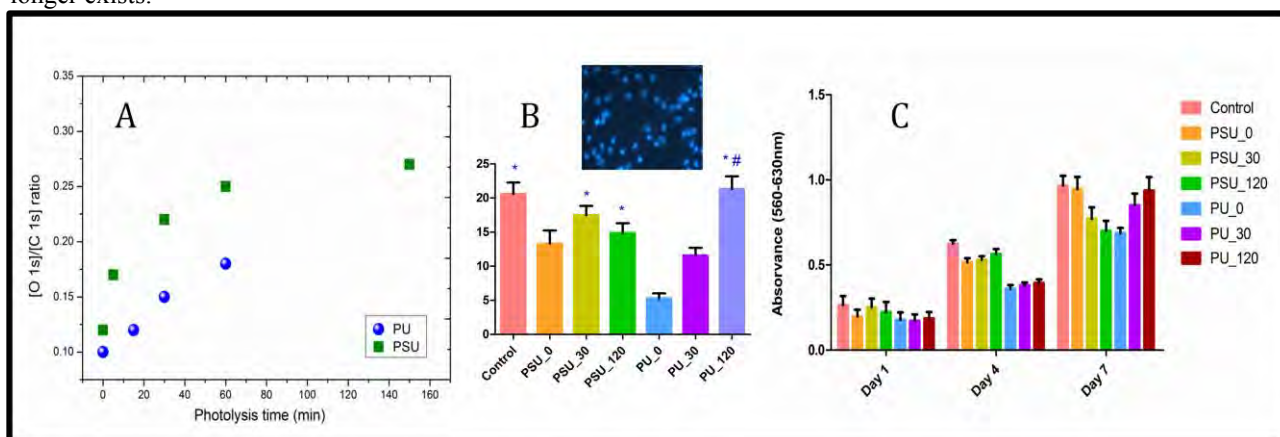 longer exists.
A
[O 1s]/[C 1s] ratio
0.35
0.30
0.25
0.20
0.15
0.10
0 20 40 60 80 100 120 140 160
Photolysis time (min)
PU
PSU
B
25
20
15
10
5
0
*
*
*
* #
Control
PSU_0
PSU_30
PSU_120
PU_0
PU_30
PU_120
C
Absorvance (560-630nm)
1.5
1.0
0.5
0.0
Day 1
Day 4
Day 7
Control
PSU_0
PSU_30
PSU_120
PU_0
PU_30
PU_120